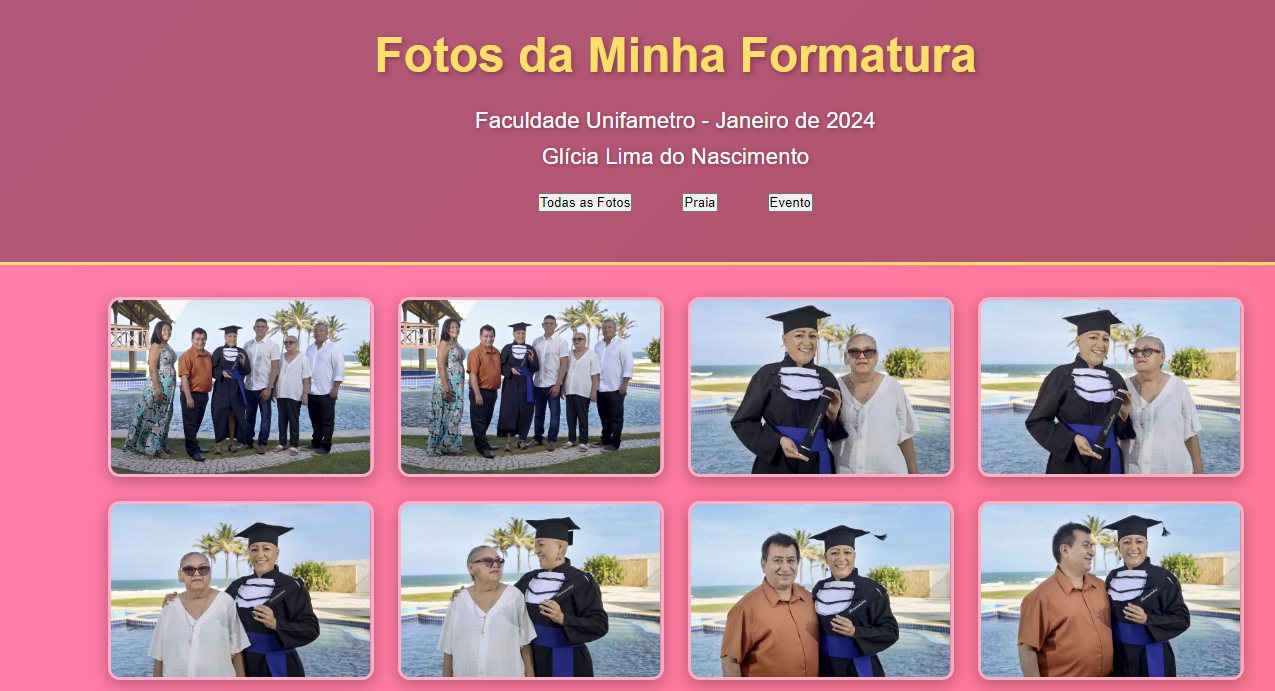 Fotos da Minha Formatura
Faculdade Unifametro - Janeiro de 2024
Glícia Lima do Nascimento
Todas as Fotos
Praia
Evento